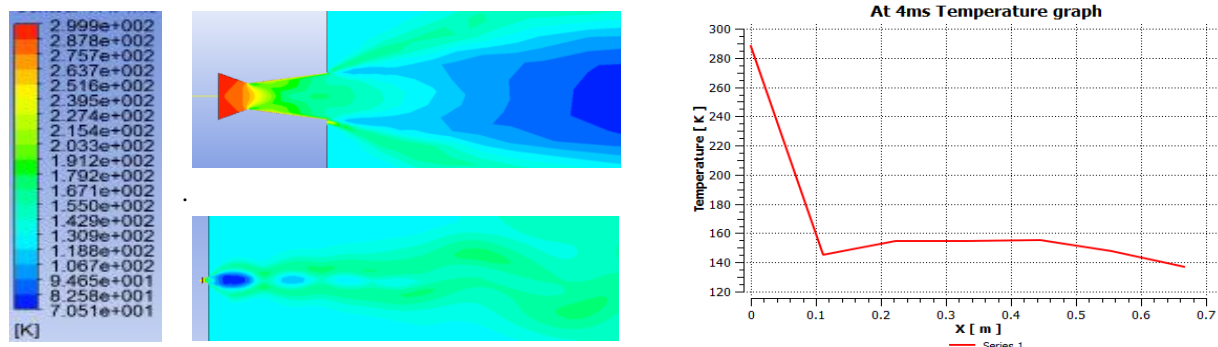 2.999e+002
2.878e+002
2.757e+002
2.637e+002
2.516e+002
2.395e+002
2.274e+002
2.154e+002
2.033e+002
1.912e+002
1.792e+002
1.671e+002
1.550e+002
1.429e+002
1.309e+002
1.188e+002
1.067e+002
9.465e+001
8.258e+001
7.051e+001
[K]
At 4ms Temperature graph
Temperature [ K ]
300
280
260
240
220
200
180
160
140
120
0 0.1 0.2 0.3 0.4 0.5 0.6 0.7
X [ m ]
Series 1